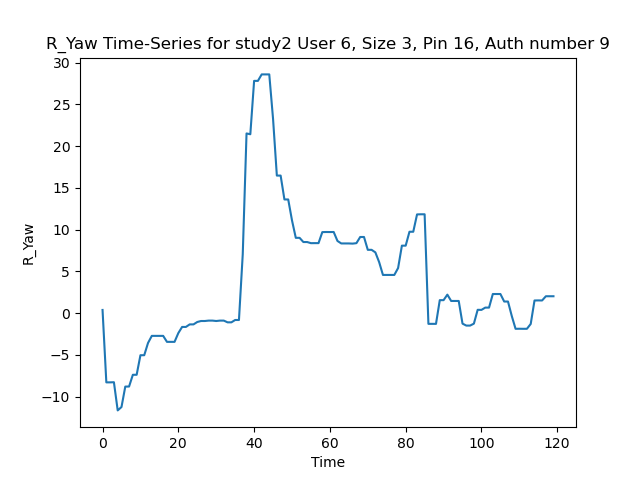 R_Yaw Time-Series for study2 User 6, Size 3, Pin 16, Auth number 9
30
25
20
15
10
5
0
−5
−10
R_Yaw
0 20 40 60 80 100 120
Time